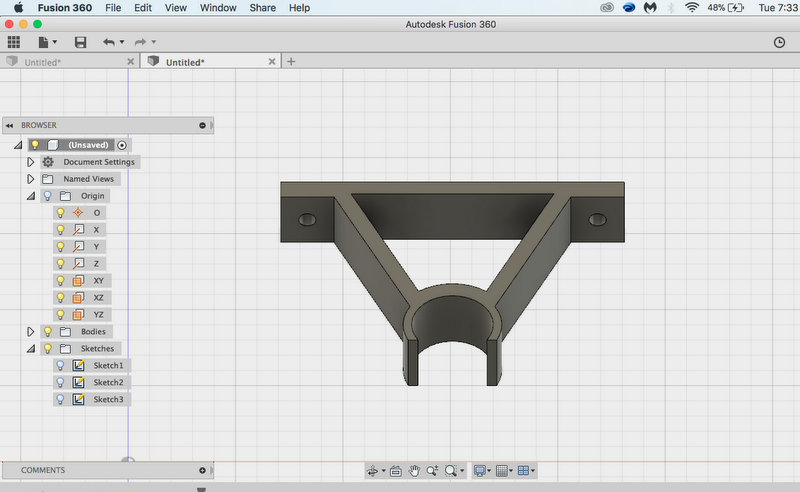 Fusion 360 File Edit View Window Share Help 48% Tue 7:33
Autodesk Fusion 360
Untitled* Untitled*
BROWSER
(Unsaved)
Document Settings
Named Views
Origin
O
X
Y
Z
XY
XZ
YZ
Bodies
Sketches
Sketch1
Sketch2
Sketch3
COMMENTS